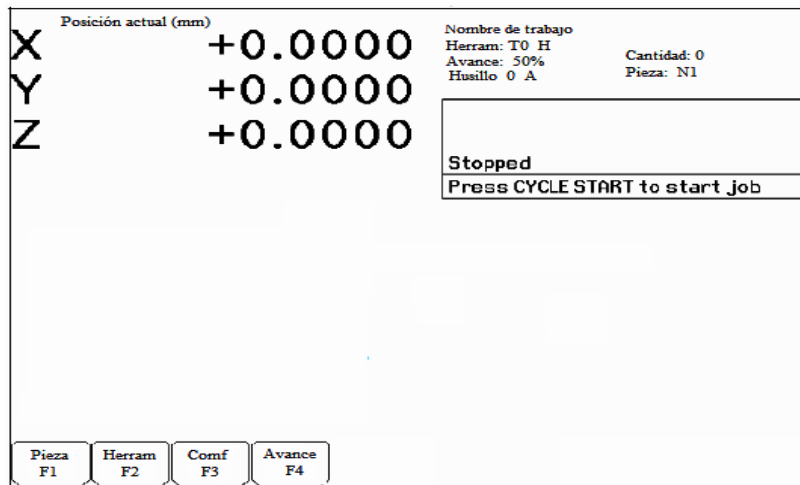 Posición actual (mm)
X +0.0000
Y +0.0000
Z +0.0000
Nombre de trabajo
Herram: T0 H
Avance: 50%
Husillo 0 A
Cantidad: 0
Pieza: N1
Stopped
Press CYCLE START to start job
Pieza
F1
Herram
F2
Comf
F3
Avance
F4